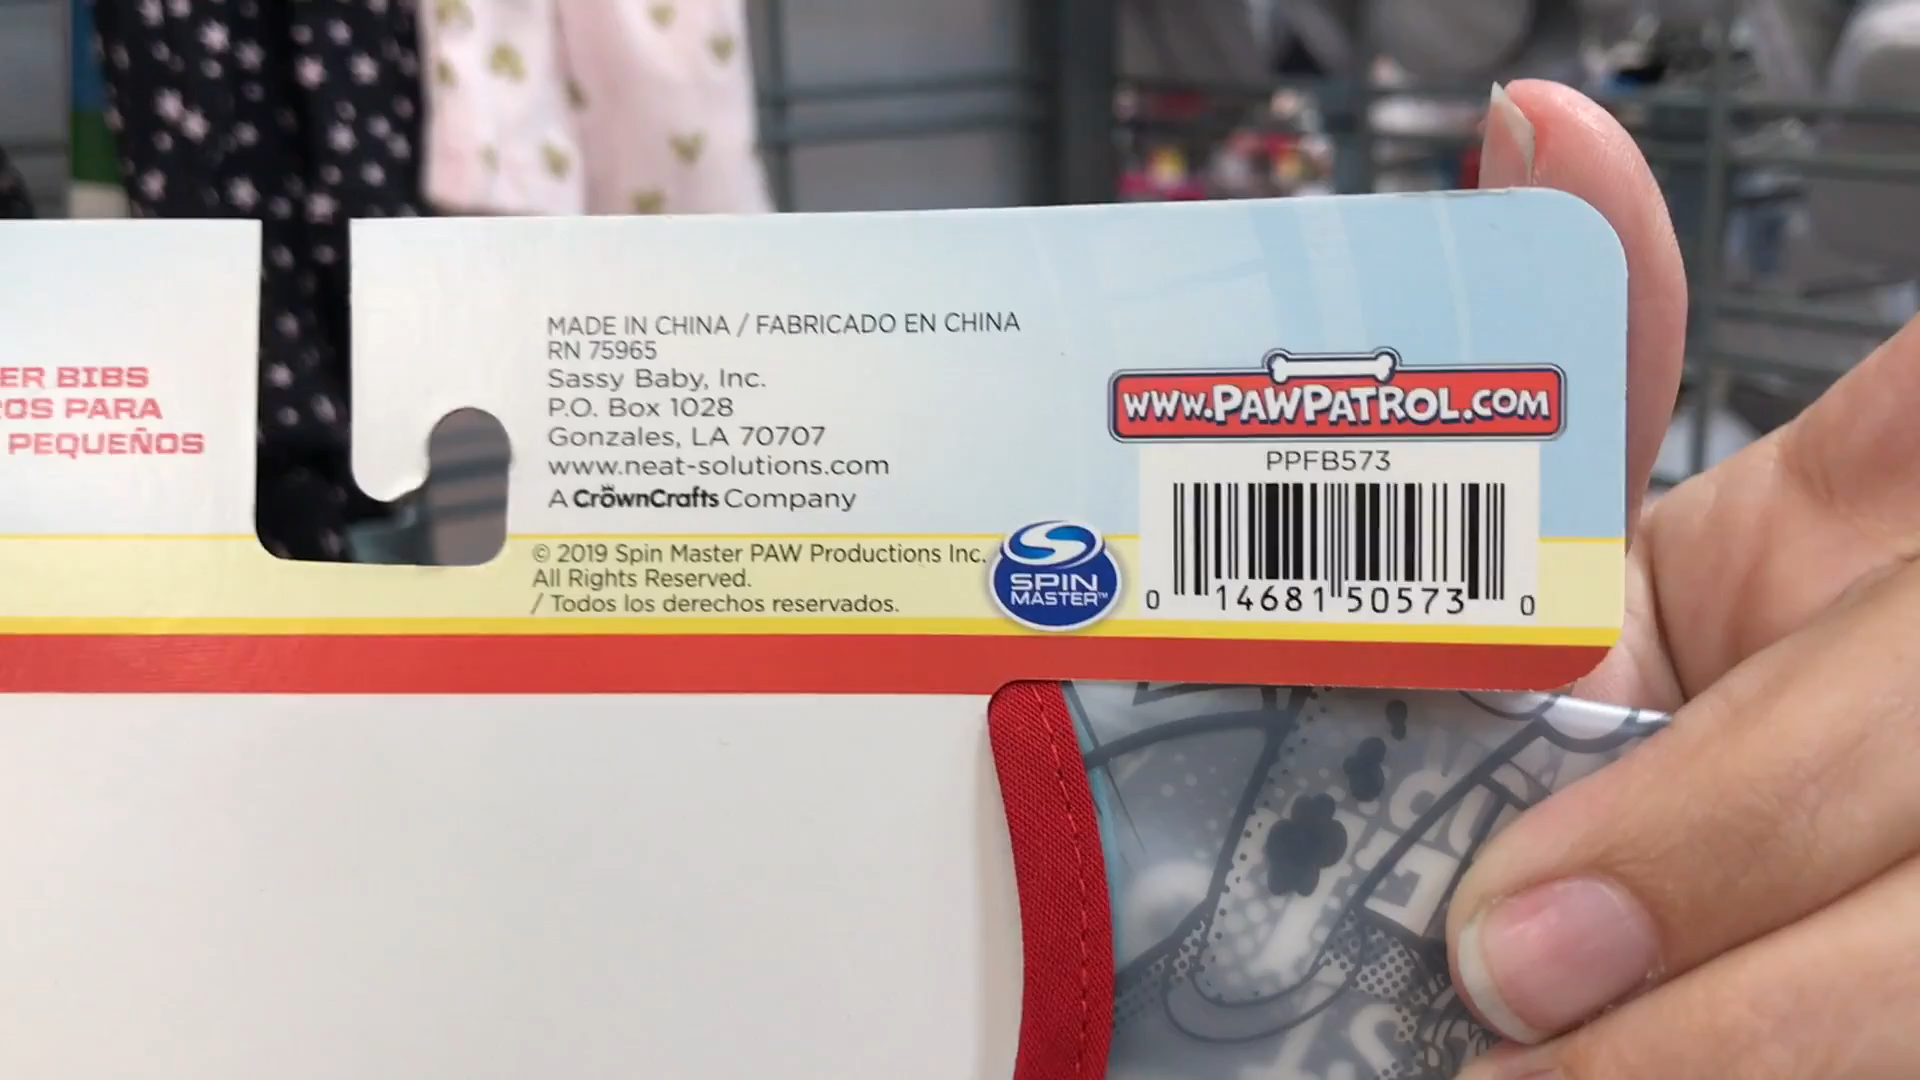 ER BIBS
OS PARA
PEQUEÑOS
MADE IN CHINA / FABRICADO EN CHINA
RN 75965
Sassy Baby, Inc.
P.O. Box 1028
Gonzales, LA 70707
www.neat-solutions.com
A CrownCrafts Company
© 2019 Spin Master PAW Productions Inc.
All Rights Reserved.
/ Todos los derechos reservados.
SPIN
MASTER™
www.PAWPATROL.COM
PPFB573
0 14681 50573 0